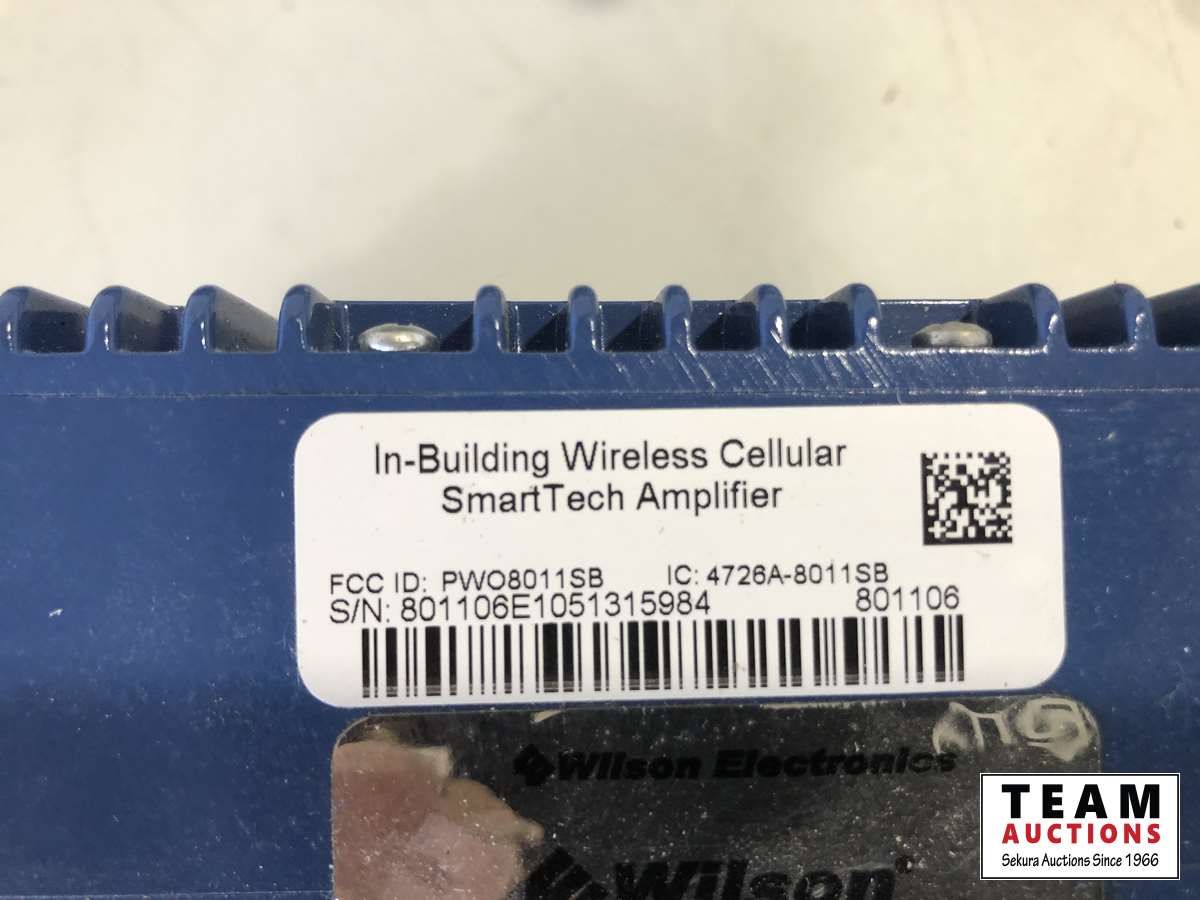 In-Building Wireless Cellular
SmartTech Amplifier
FCC ID: PWO8011SB IC: 4726A-8011SB
S/N: 801106E1051315984 801106
Wilson Electronics
Wilson®
TEAM
AUCTIONS
Sekura Auctions Since 1966